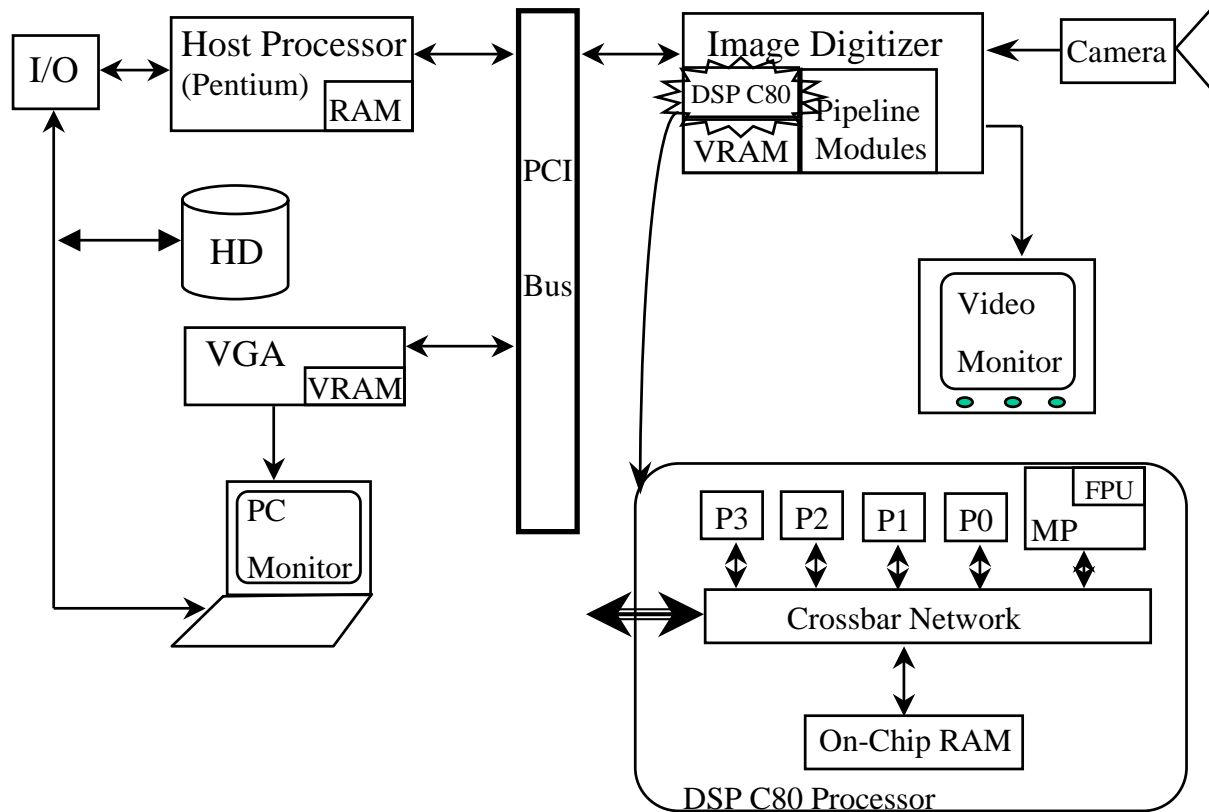 I/O
Host Processor
(Pentium)
RAM
HD
VGA
VRAM
PC
Monitor
PCI
Bus
Image Digitizer
DSP C80
VRAM
Pipeline
Modules
Camera
Video
Monitor
P3
P2
P1
P0
FPU
MP
Crossbar Network
On-Chip RAM
DSP C80 Processor